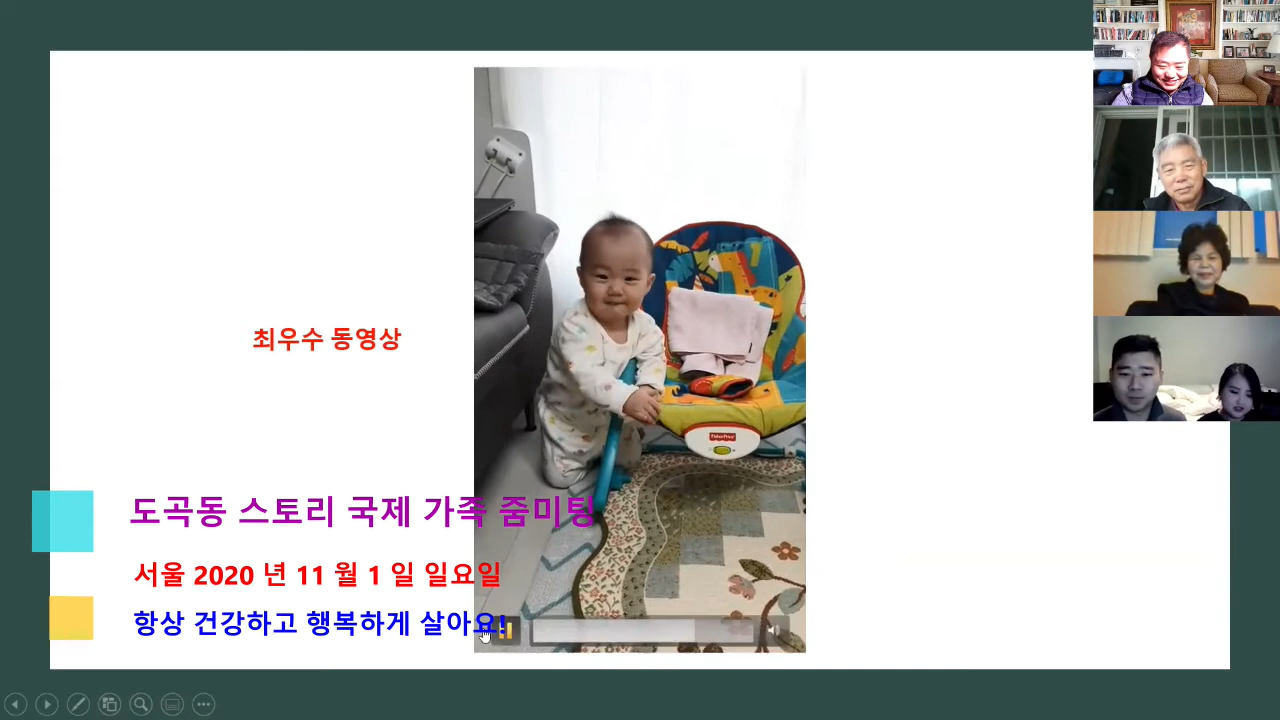 최우수 동영상
Fisher-Price
도곡동 스토리 국제 가족 줌미팅
서울 2020 년 11 월 1 일 일요일
항상 건강하고 행복하게 살아요!